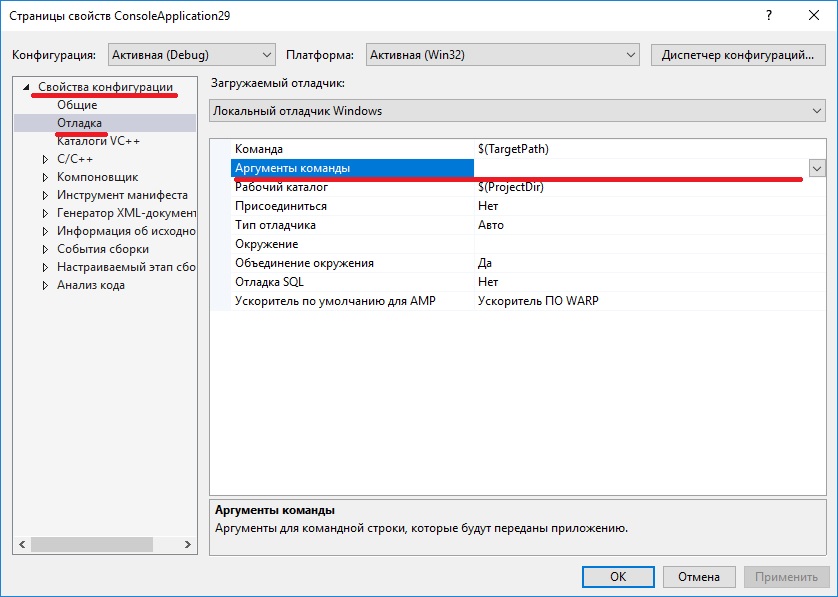 Страницы свойств ConsoleApplication29
?
Конфигурация: Активная (Debug) Платформа: Активная (Win32) Диспетчер конфигураций...
Свойства конфигурации
Общие
Отладка
Каталоги VC++
C/C++
Компоновщик
Инструмент манифеста
Генератор XML-документ
Информация об исходно
События сборки
Настраиваемый этап сбо
Анализ кода
Загружаемый отладчик:
Локальный отладчик Windows
Команда $(TargetPath)
Аргументы команды
Рабочий каталог $(ProjectDir)
Присоединиться Нет
Тип отладчика Авто
Окружение
Объединение окружения Да
Отладка SQL Нет
Ускоритель по умолчанию для AMP Ускоритель ПО WARP
Аргументы команды
Аргументы для командной строки, которые будут переданы приложению.
ОК Отмена Применить